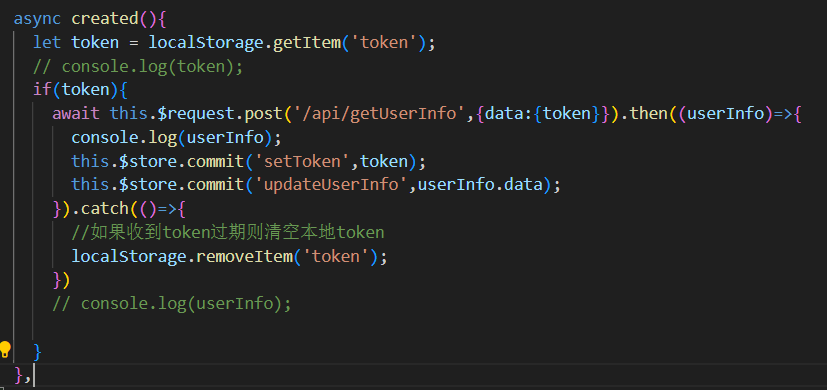 async created(){
let token = localStorage.getItem('token');
// console.log(token);
if(token){
await this.$request.post('/api/getUserInfo',{data:{token}}).then((userInfo)=>{
console.log(userInfo);
this.$store.commit('setToken',token);
this.$store.commit('updateUserInfo',userInfo.data);
}).catch(()=>{
//如果收到token过期则清空本地token
localStorage.removeItem('token');
})
// console.log(userInfo);
}
},